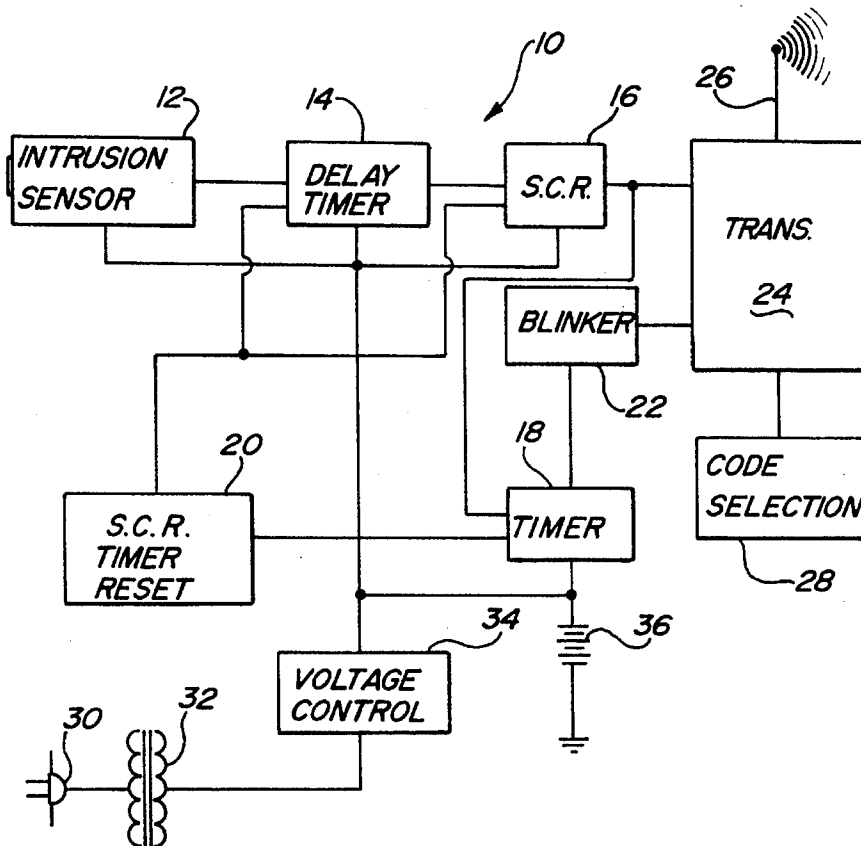 10
26
12
14
16
INTRUSION
SENSOR
DELAY
TIMER
S.C.R.
TRANS.
24
BLINKER
22
20
18
CODE
SELECTION
28
S.C.R.
TIMER
RESET
TIMER
34
36
VOLTAGE
CONTROL
30
32